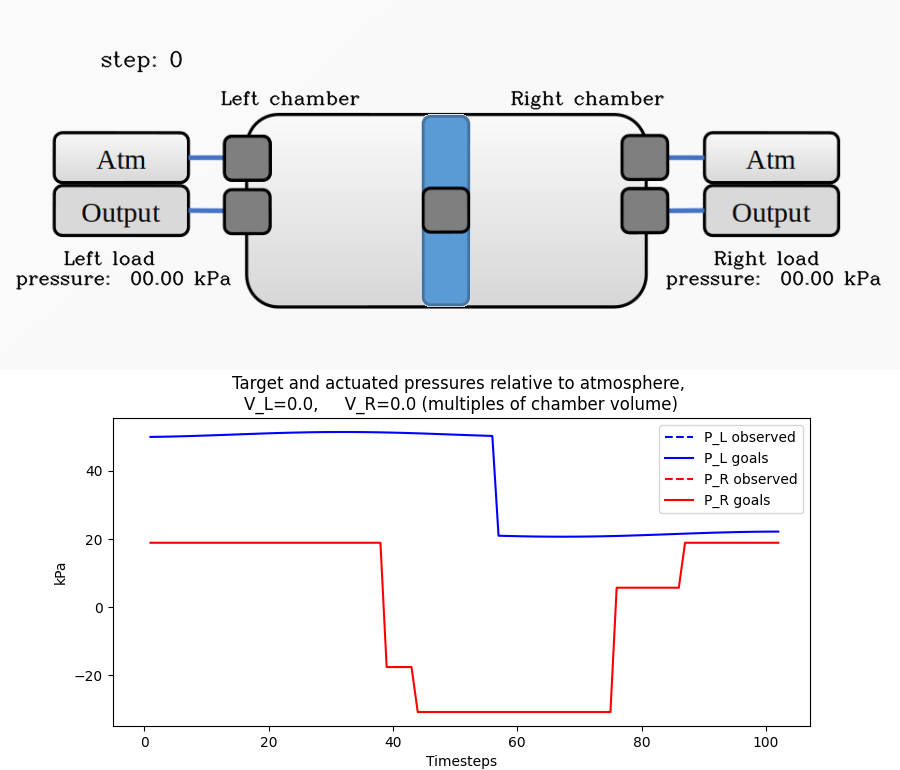 step: 0
Left chamber
Right chamber
Atm
Atm
Output
Output
Left load
pressure: 00.00 kPa
Right load
pressure: 00.00 kPa
Target and actuated pressures relative to atmosphere,
V_L=0.0, V_R=0.0 (multiples of chamber volume)
P_L observed
P_L goals
P_R observed
P_R goals
40
20
0
−20
kPa
0 20 40 60 80 100
Timesteps